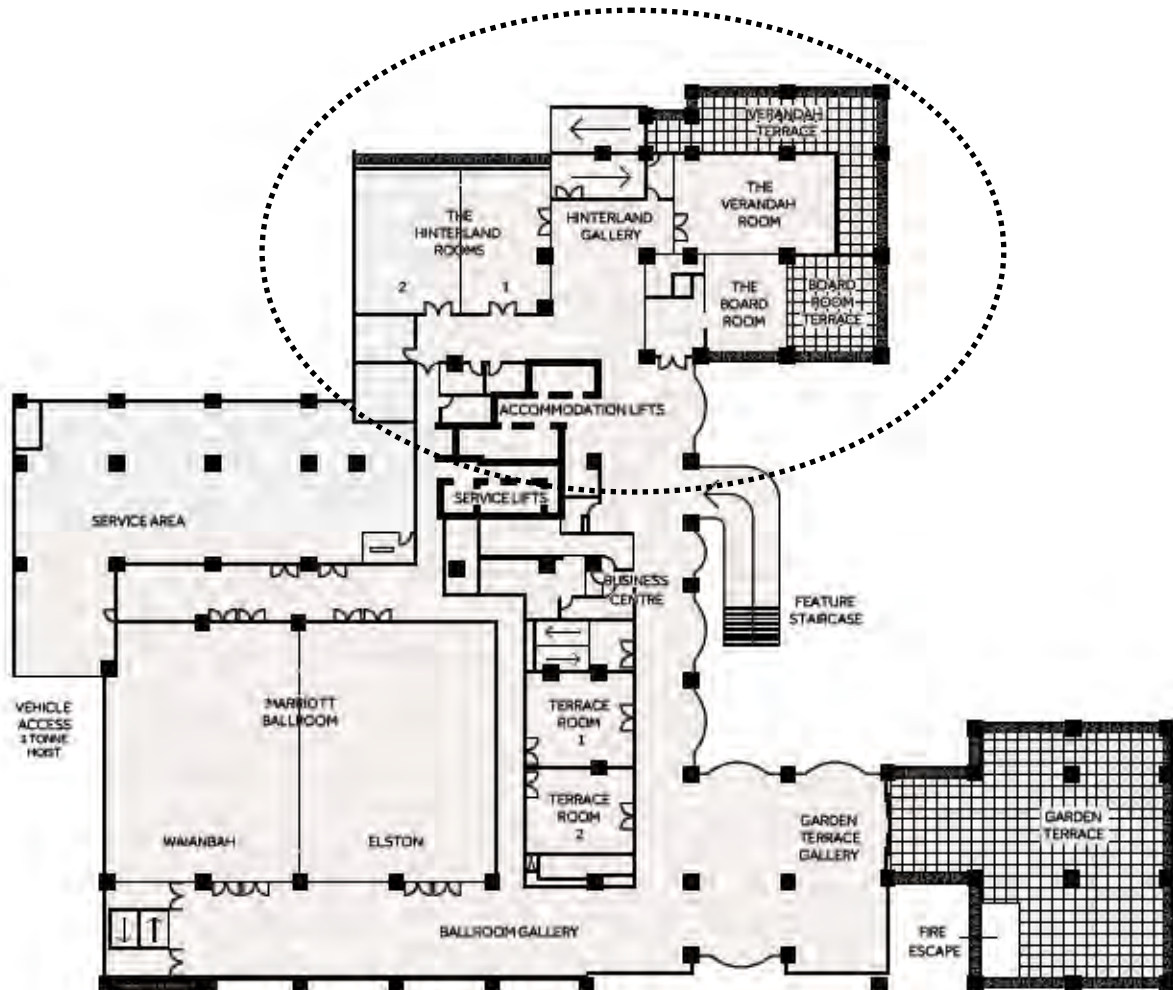 VERANDAH
TERRACE
THE
VERANDAH
ROOM
THE
HINTERLAND
ROOMS
HINTERLAND
GALLERY
2
1
THE
BOARD
ROOM
BOARD
ROOM
TERRACE
ACCOMMODATION LIFTS
SERVICE LIFTS
SERVICE AREA
BUSINESS
CENTRE
FEATURE
STAIRCASE
VEHICLE
ACCESS
3 TONNE
HOIST
MARRIOTT
BALLROOM
TERRACE
ROOM
1
TERRACE
ROOM
2
WAIANBAH
ELSTON
GARDEN
TERRACE
GALLERY
GARDEN
TERRACE
BALLROOM GALLERY
FIRE
ESCAPE